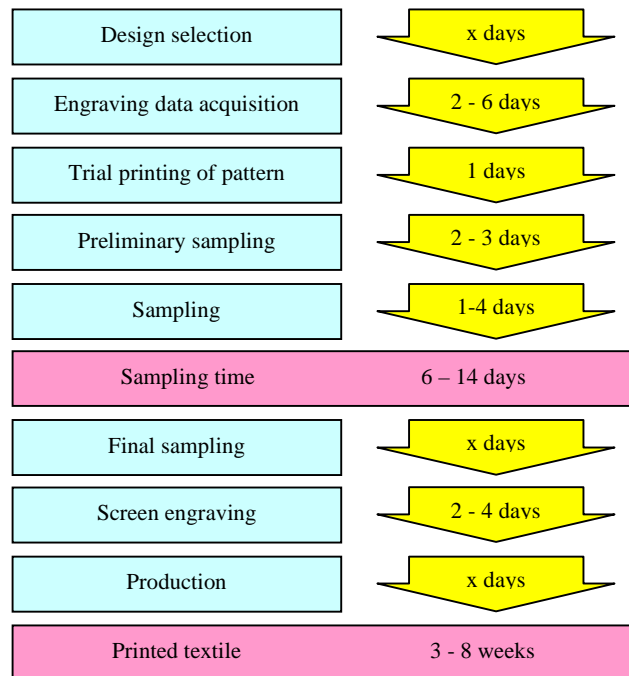 Design selection x days
Engraving data acquisition 2 - 6 days
Trial printing of pattern 1 days
Preliminary sampling 2 - 3 days
Sampling 1-4 days
Sampling time 6 – 14 days
Final sampling x days
Screen engraving 2 - 4 days
Production x days
Printed textile 3 - 8 weeks